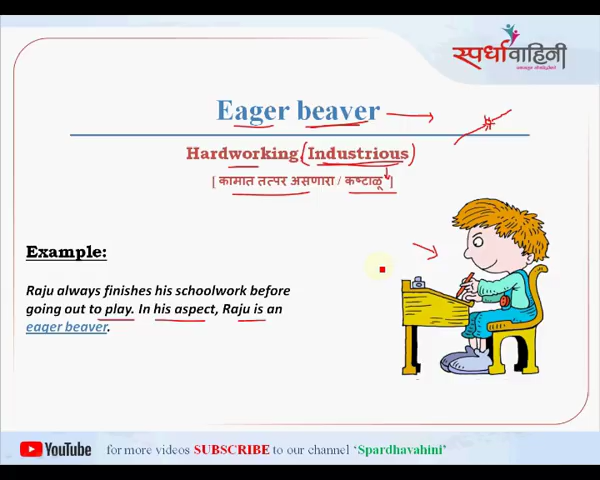 स्पर्धावाहिनी
Eager beaver
Hardworking (Industrious)
[ कामात तत्पर असणारा / कष्टाळू ]
Example:
Raju always finishes his schoolwork before
going out to play. In his aspect, Raju is an
eager beaver.
YouTube for more videos SUBSCRIBE to our channel ‘Spardhavahini’